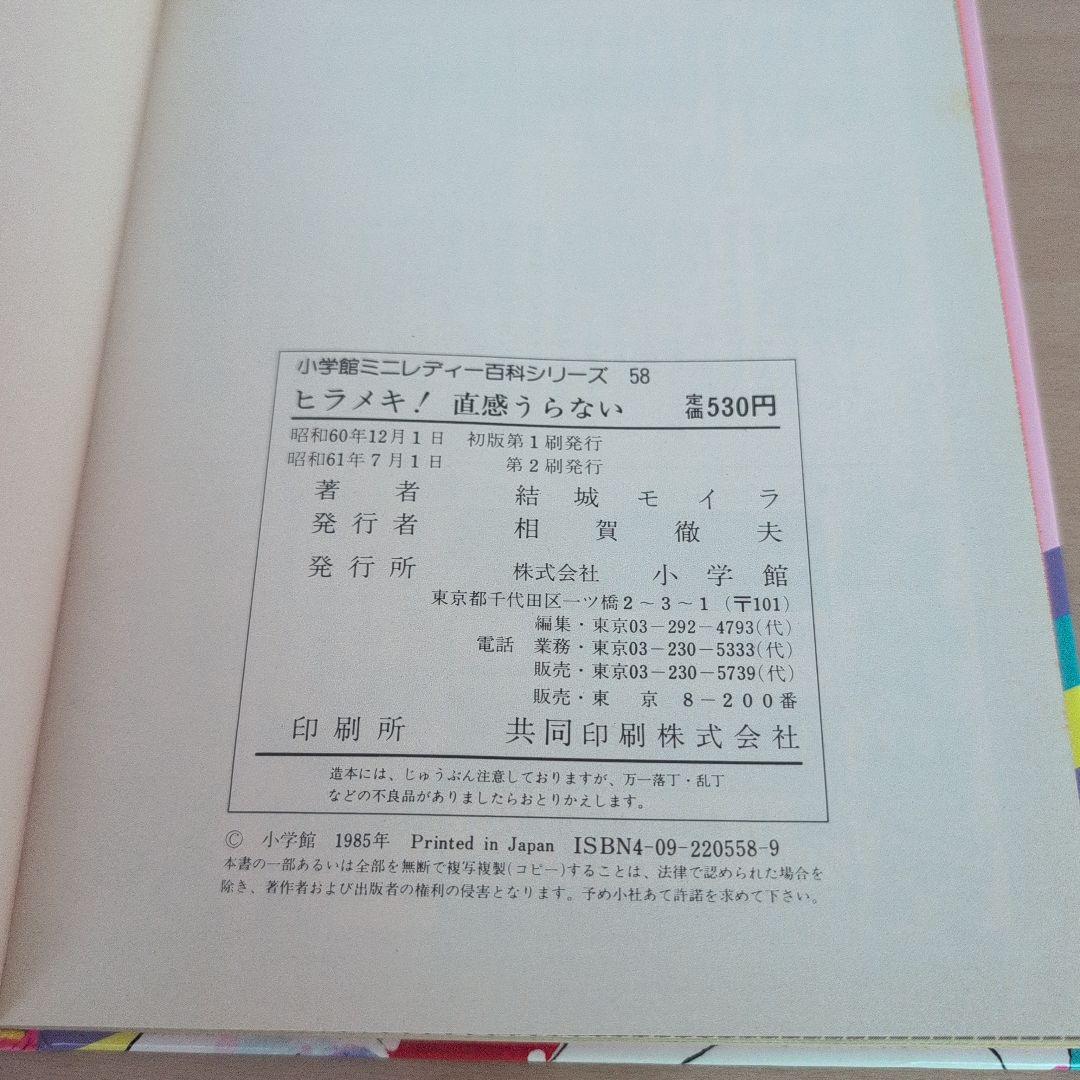 小学館ミニレディー百科シリーズ 58
ヒラメキ! 直感うらない 定価530円
昭和60年12月1日 初版第1刷発行
昭和61年7月1日 第2刷発行
著者 結城モイラ
発行者 相賀徹夫
発行所 株式会社 小学館
東京都千代田区一ツ橋2~3~1(〒101)
編集・東京03-292-4793(代)
電話 業務・東京03-230-5333(代)
販売・東京03-230-5739(代)
販売・東京 8-200番
印刷所 共同印刷株式会社
造本には、じゅうぶん注意しておりますが、万一落丁・乱丁
などの不良品がありましたらおとりかえします。
© 小学館 1985年 Printed in Japan ISBN4-09-220558-9
本書の一部あるいは全部を無断で複写複製(コピー)することは、法律で認められた場合を
除き、著作者および出版者の権利の侵害となります。予め小社あて許諾を求めて下さい。